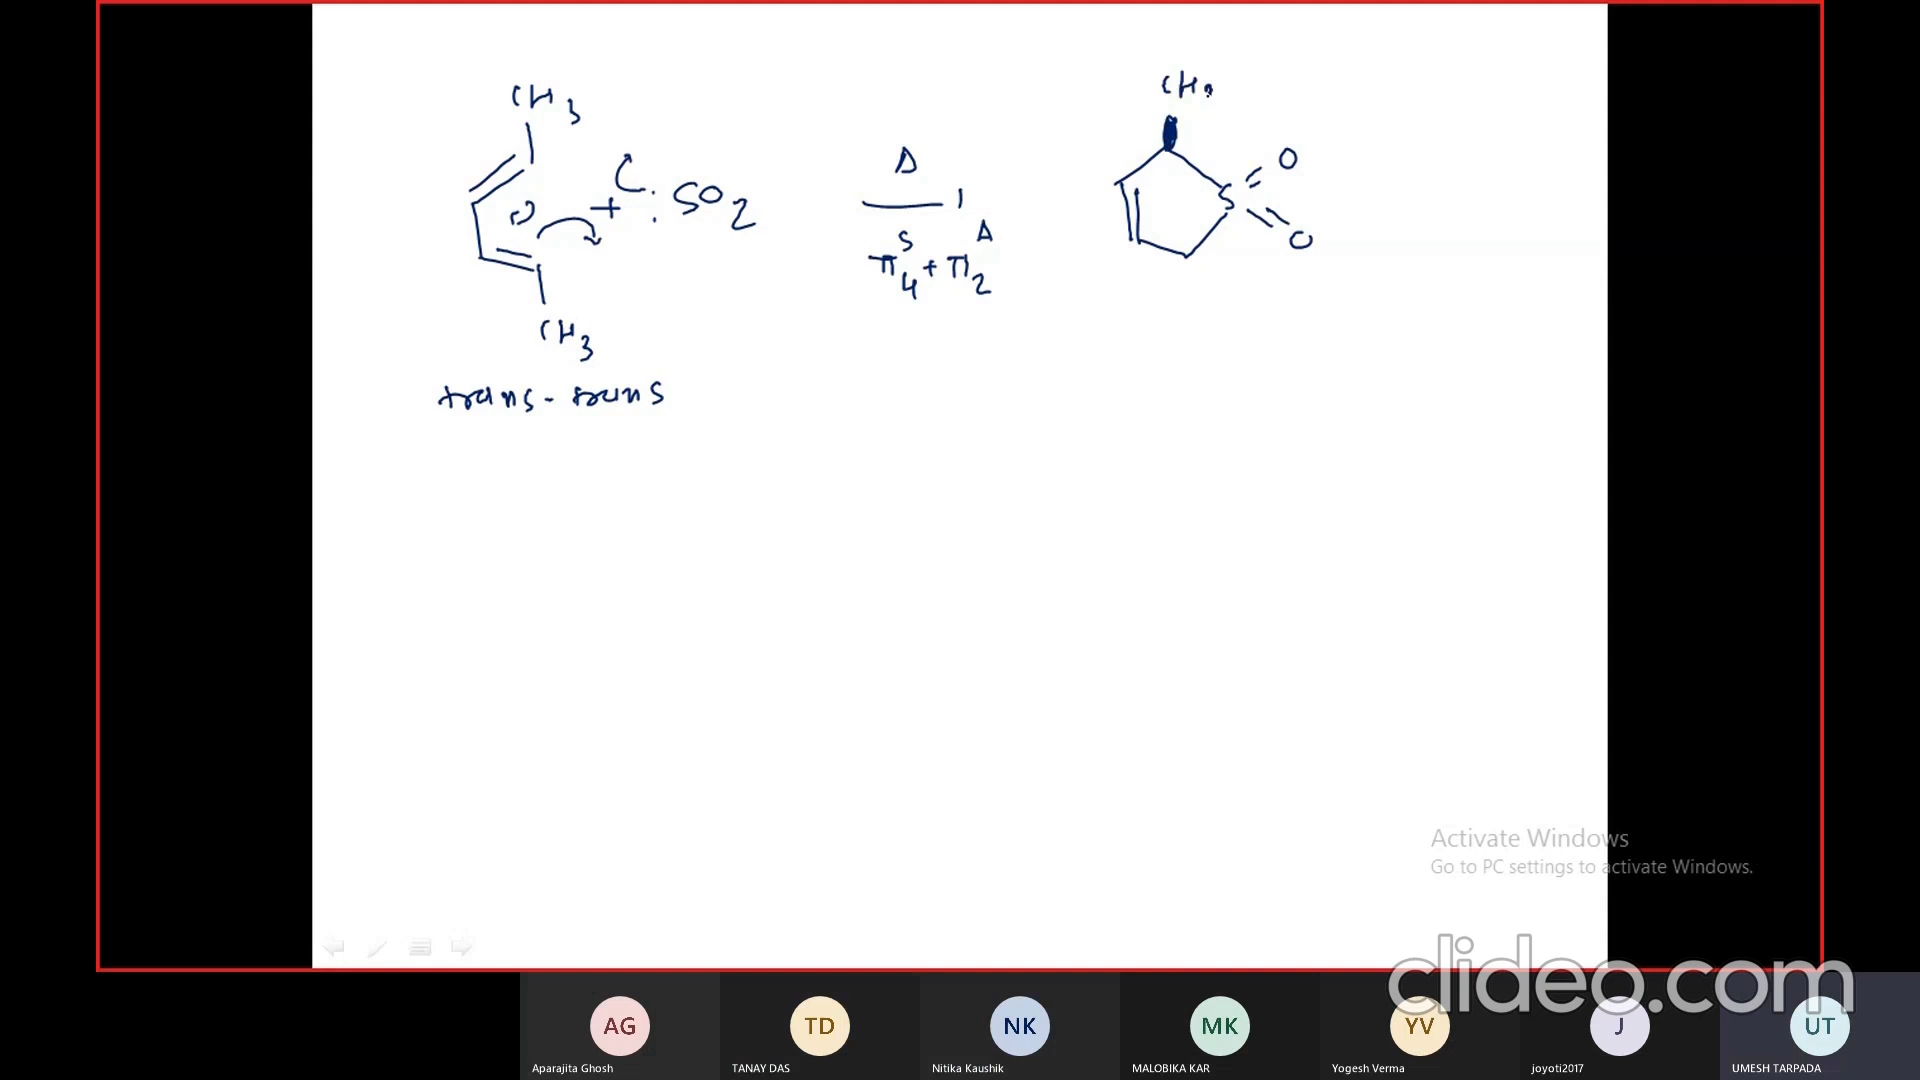 CH3
CH3
+ :SO2
Δ
S A
π4 + π2
CH
S
O
O
CH3
trans-trans
Activate Windows
Go to PC settings to activate Windows.
clideo.com
AG
TD
NK
MK
YV
J
UT
Aparajita Ghosh
TANAY DAS
Nitika Kaushik
MALOBIKA KAR
Yogesh Verma
joyoti2017
UMESH TARPADA